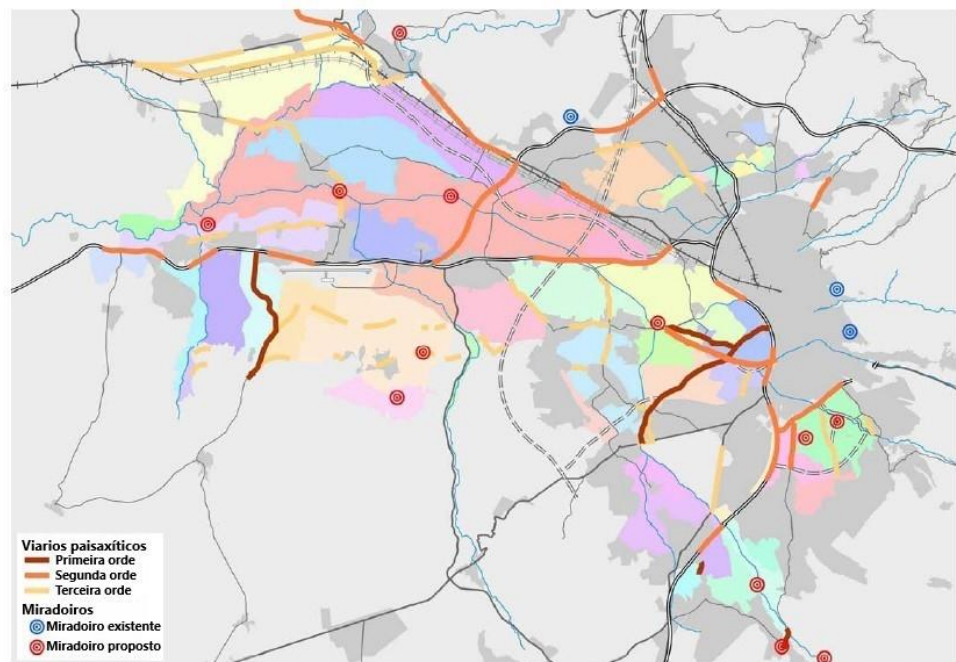 Viarios paisaxíticos
Primeira orde
Segunda orde
Terceira orde
Miradoiros
Miradoiro existente
Miradoiro proposto